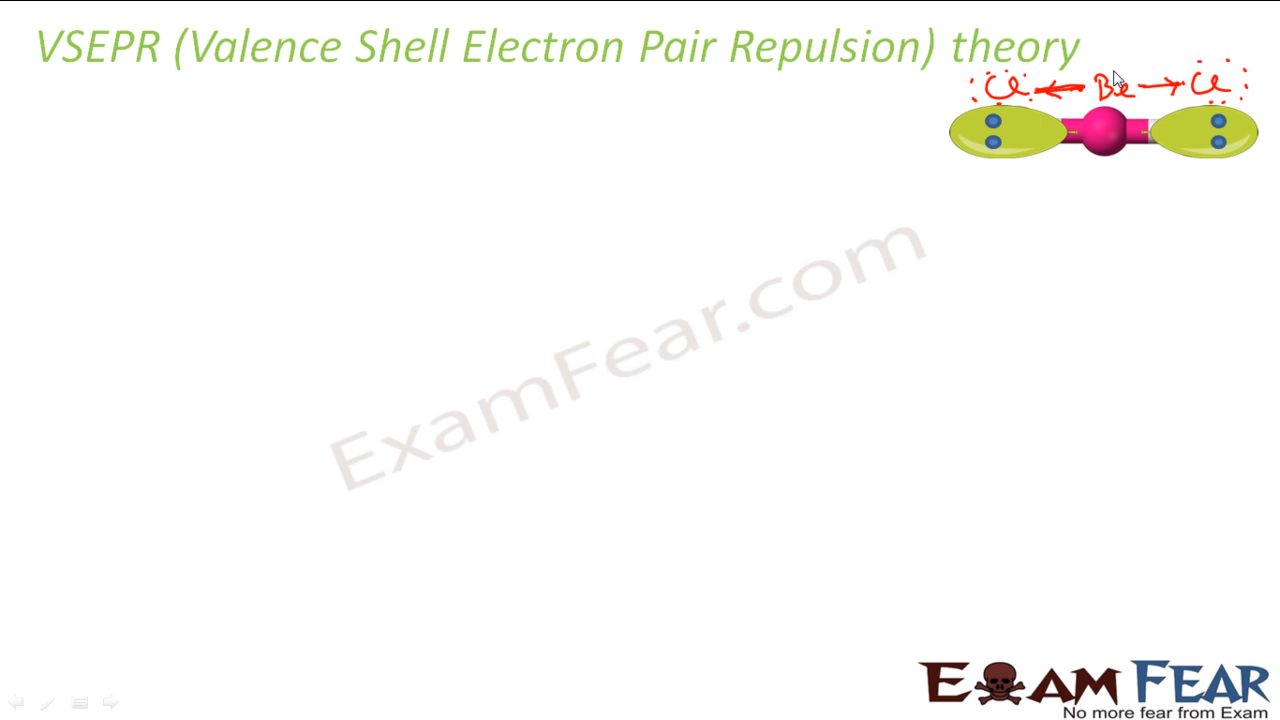 VSEPR (Valence Shell Electron Pair Repulsion) theory
Cl Be Cl
ExamFear.com
EXAM FEAR
No more fear from Exam